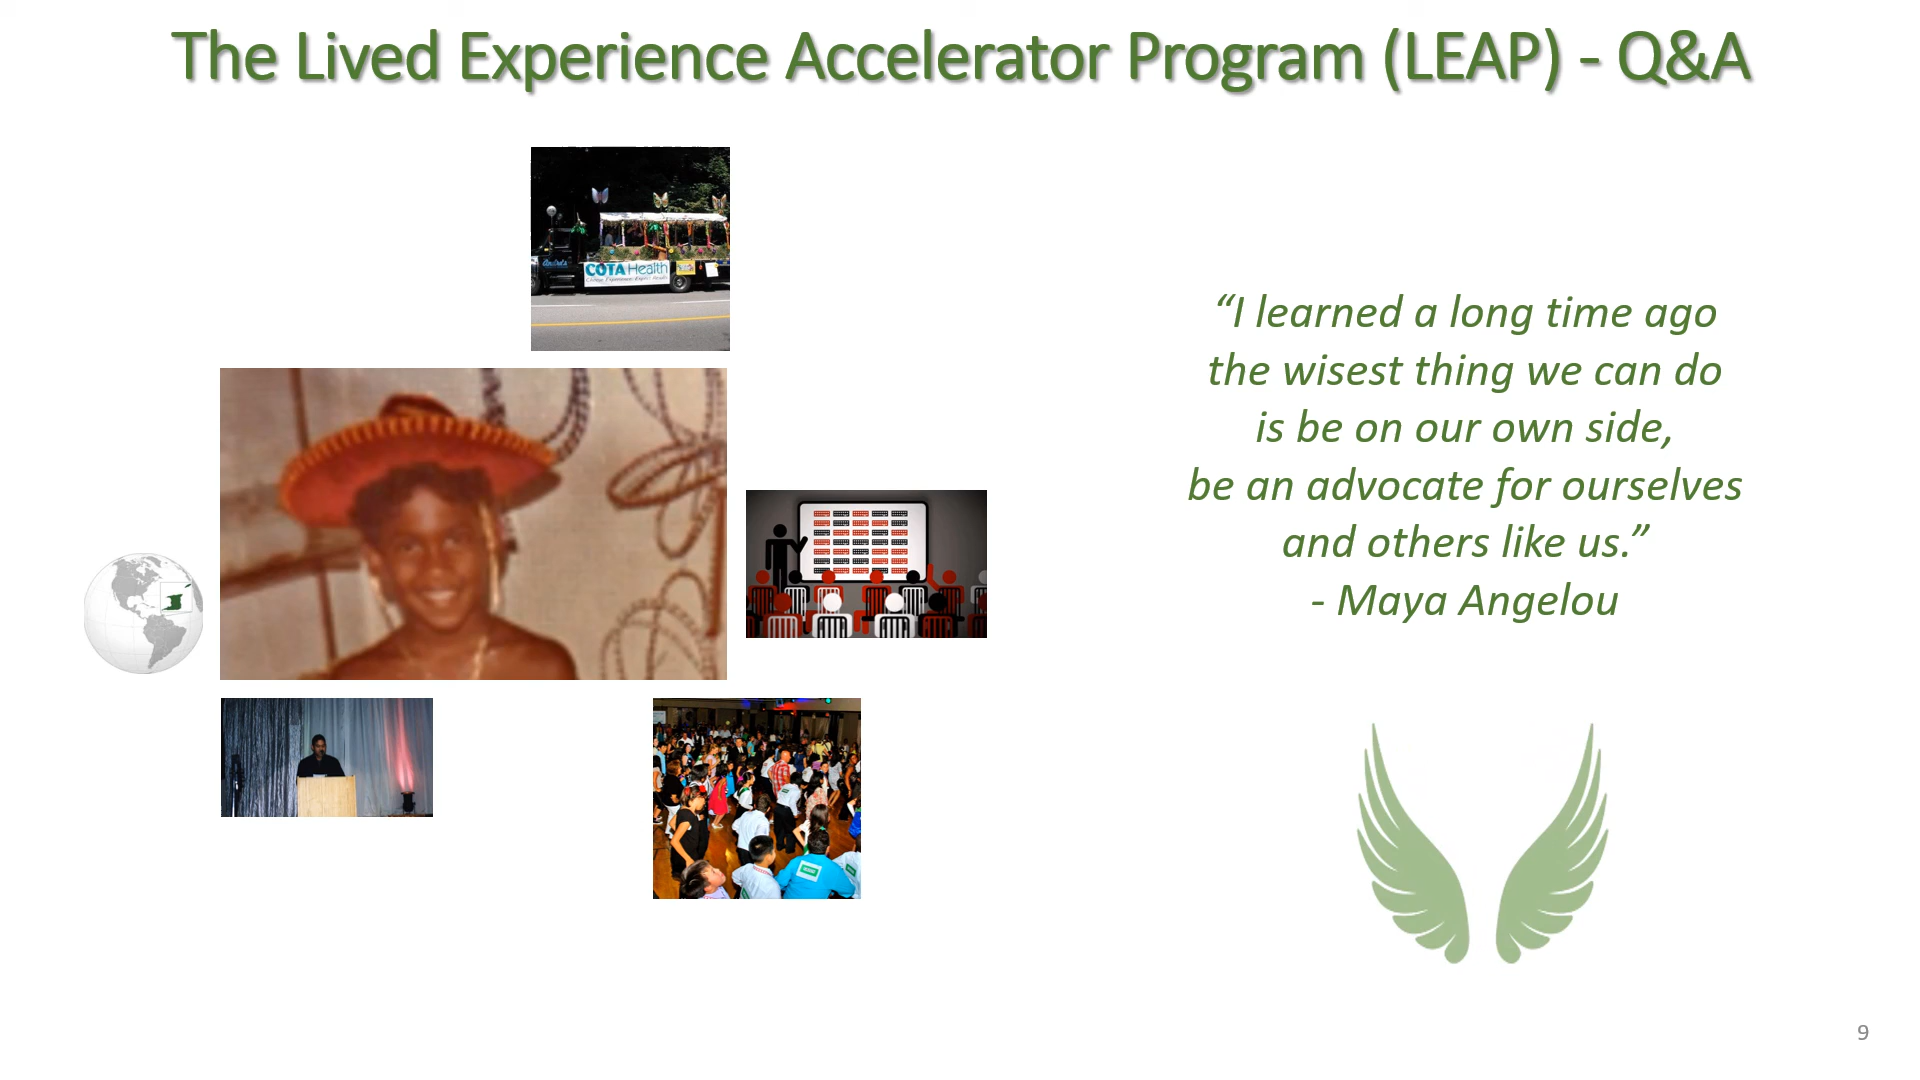 The Lived Experience Accelerator Program (LEAP) - Q&A
COTA Health
“I learned a long time ago
the wisest thing we can do
is be on our own side,
be an advocate for ourselves
and others like us.”
- Maya Angelou
9